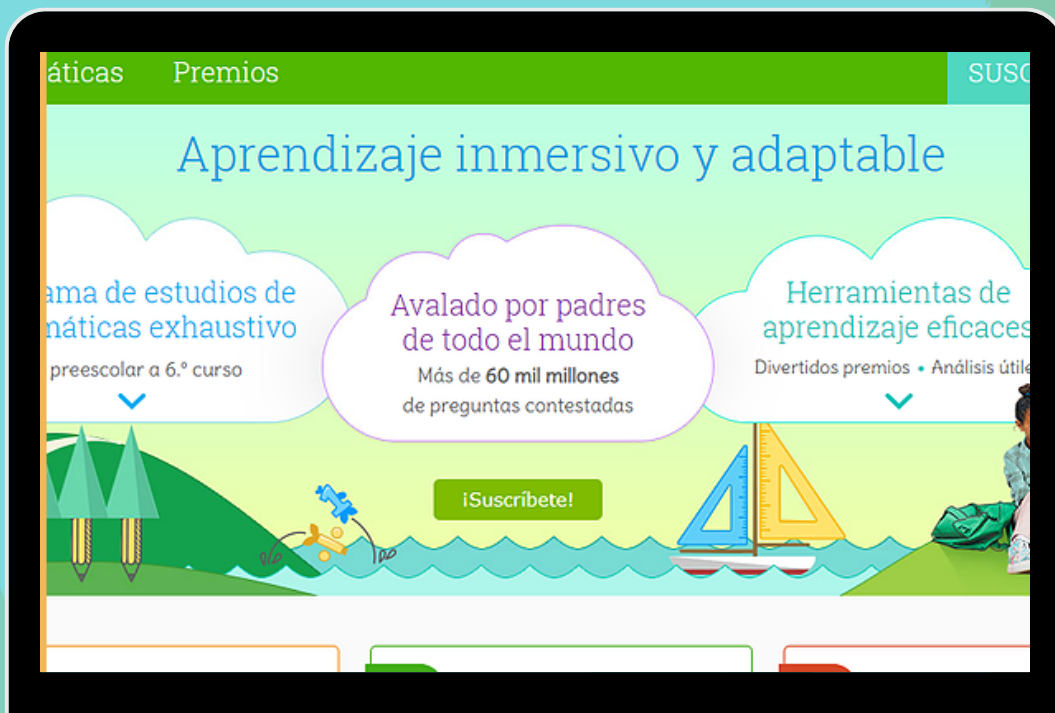 áticas Premios SUSC
Aprendizaje inmersivo y adaptable
ama de estudios de
máticas exhaustivo
preescolar a 6.º curso
Avalado por padres
de todo el mundo
Más de 60 mil millones
de preguntas contestadas
Herramientas de
aprendizaje eficaces
Divertidos premios • Análisis útile
¡Suscríbete!